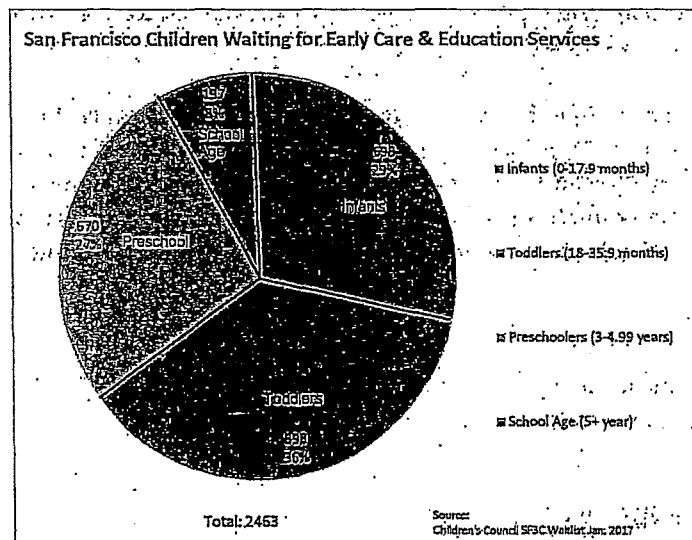 San Francisco Children Waiting for Early Care & Education Services
School
Age
Infants
Infants (0-17.9 months)
670
27%
Preschool
Toddlers (18-35.9 months)
Preschoolers (3-4.99 years)
Toddlers
36%
School Age (5+ year)
Total: 2463
Source:
Children's Council SF3C Waitlist Jan. 2017